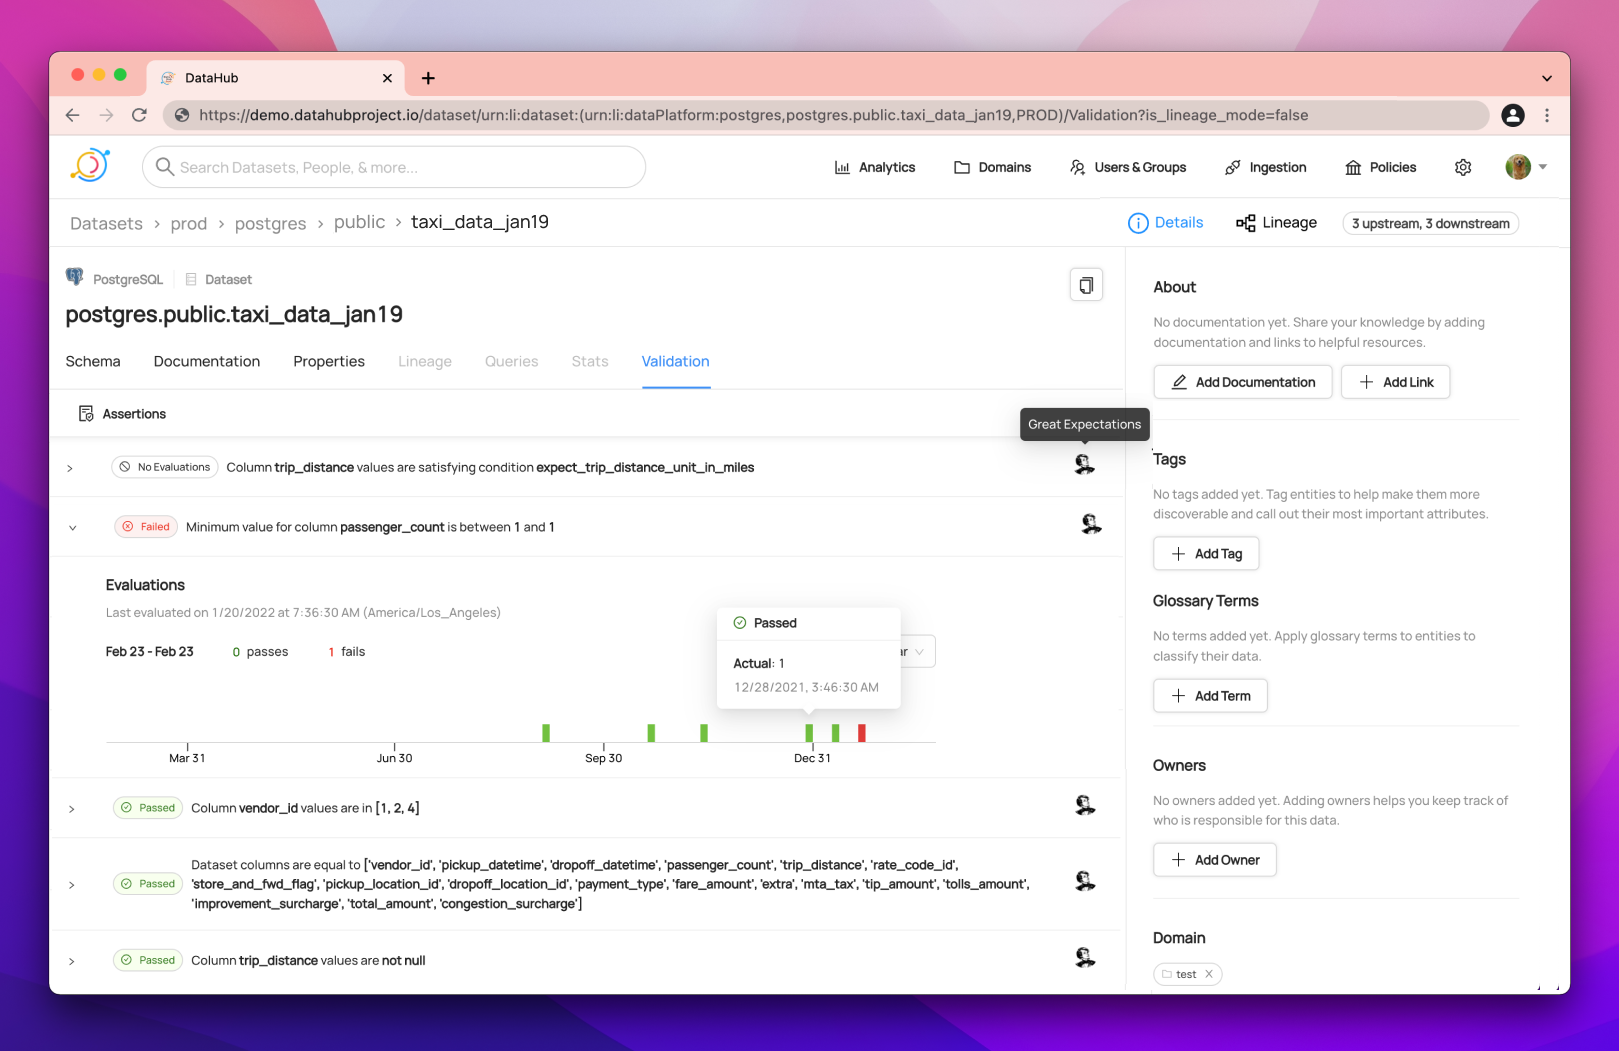 DataHub
https://demo.datahubproject.io/dataset/urn:li:dataset:(urn:li:dataPlatform:postgres,postgres.public.taxi_data_jan19,PROD)/Validation?is_lineage_mode=false
Search Datasets, People, & more...
Analytics
Domains
Users & Groups
Ingestion
Policies
Datasets > prod > postgres > public > taxi_data_jan19
Details
Lineage
3 upstream, 3 downstream
PostgreSQL
Dataset
postgres.public.taxi_data_jan19
Schema
Documentation
Properties
Lineage
Queries
Stats
Validation
Assertions
Great Expectations
No Evaluations
Column trip_distance values are satisfying condition expect_trip_distance_unit_in_miles
Failed
Minimum value for column passenger_count is between 1 and 1
Evaluations
Last evaluated on 1/20/2022 at 7:36:30 AM (America/Los_Angeles)
Feb 23 - Feb 23
0 passes
1 fails
Passed
Actual: 1
12/28/2021, 3:46:30 AM
ar
Mar 31
Jun 30
Sep 30
Dec 31
Passed
Column vendor_id values are in [1, 2, 4]
Passed
Dataset columns are equal to ['vendor_id', 'pickup_datetime', 'dropoff_datetime', 'passenger_count', 'trip_distance', 'rate_code_id',
'store_and_fwd_flag', 'pickup_location_id', 'dropoff_location_id', 'payment_type', 'fare_amount', 'extra', 'mta_tax', 'tip_amount', 'tolls_amount',
'improvement_surcharge', 'total_amount', 'congestion_surcharge']
Passed
Column trip_distance values are not null
About
No documentation yet. Share your knowledge by adding
documentation and links to helpful resources.
Add Documentation
Add Link
Tags
No tags added yet. Tag entities to help make them more
discoverable and call out their most important attributes.
Add Tag
Glossary Terms
No terms added yet. Apply glossary terms to entities to
classify their data.
Add Term
Owners
No owners added yet. Adding owners helps you keep track of
who is responsible for this data.
Add Owner
Domain
test